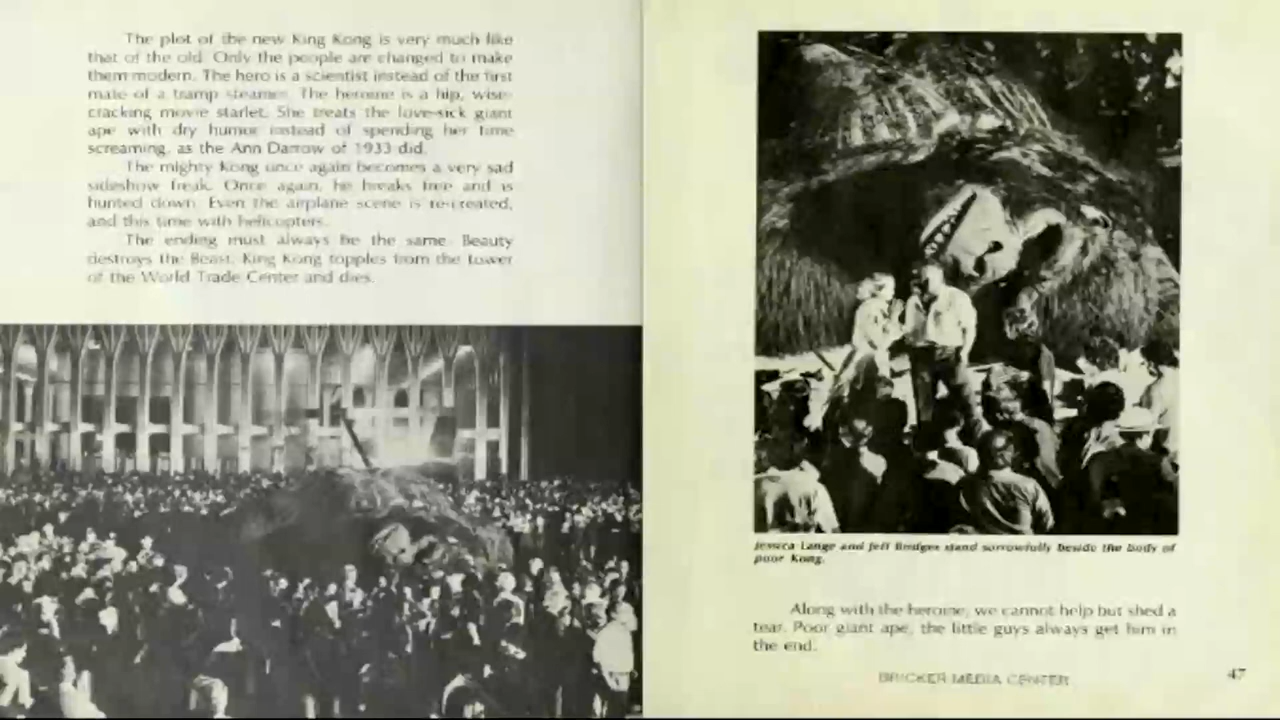 The plot of the new King Kong is very much like
that of the old. Only the people are changed to make
them modern. The hero is a scientist instead of the first
mate of a tramp steamer. The heroine is a hip, wise-
cracking movie starlet. She treats the love-sick giant
ape with dry humor instead of spending her time
screaming, as the Ann Darrow of 1933 did.
The mighty Kong once again becomes a very sad
sideshow freak. Once again, he breaks free and is
hunted down. Even the airplane scene is re-created,
and this time with helicopters.
The ending must always be the same. Beauty
destroys the Beast. King Kong topples from the tower
of the World Trade Center and dies.
Jessica Lange and Jeff Bridges stand sorrowfully beside the body of
poor Kong.
Along with the heroine, we cannot help but shed a
tear. Poor giant ape, the little guys always get him in
the end.
BRICKER MEDIA CENTER
47